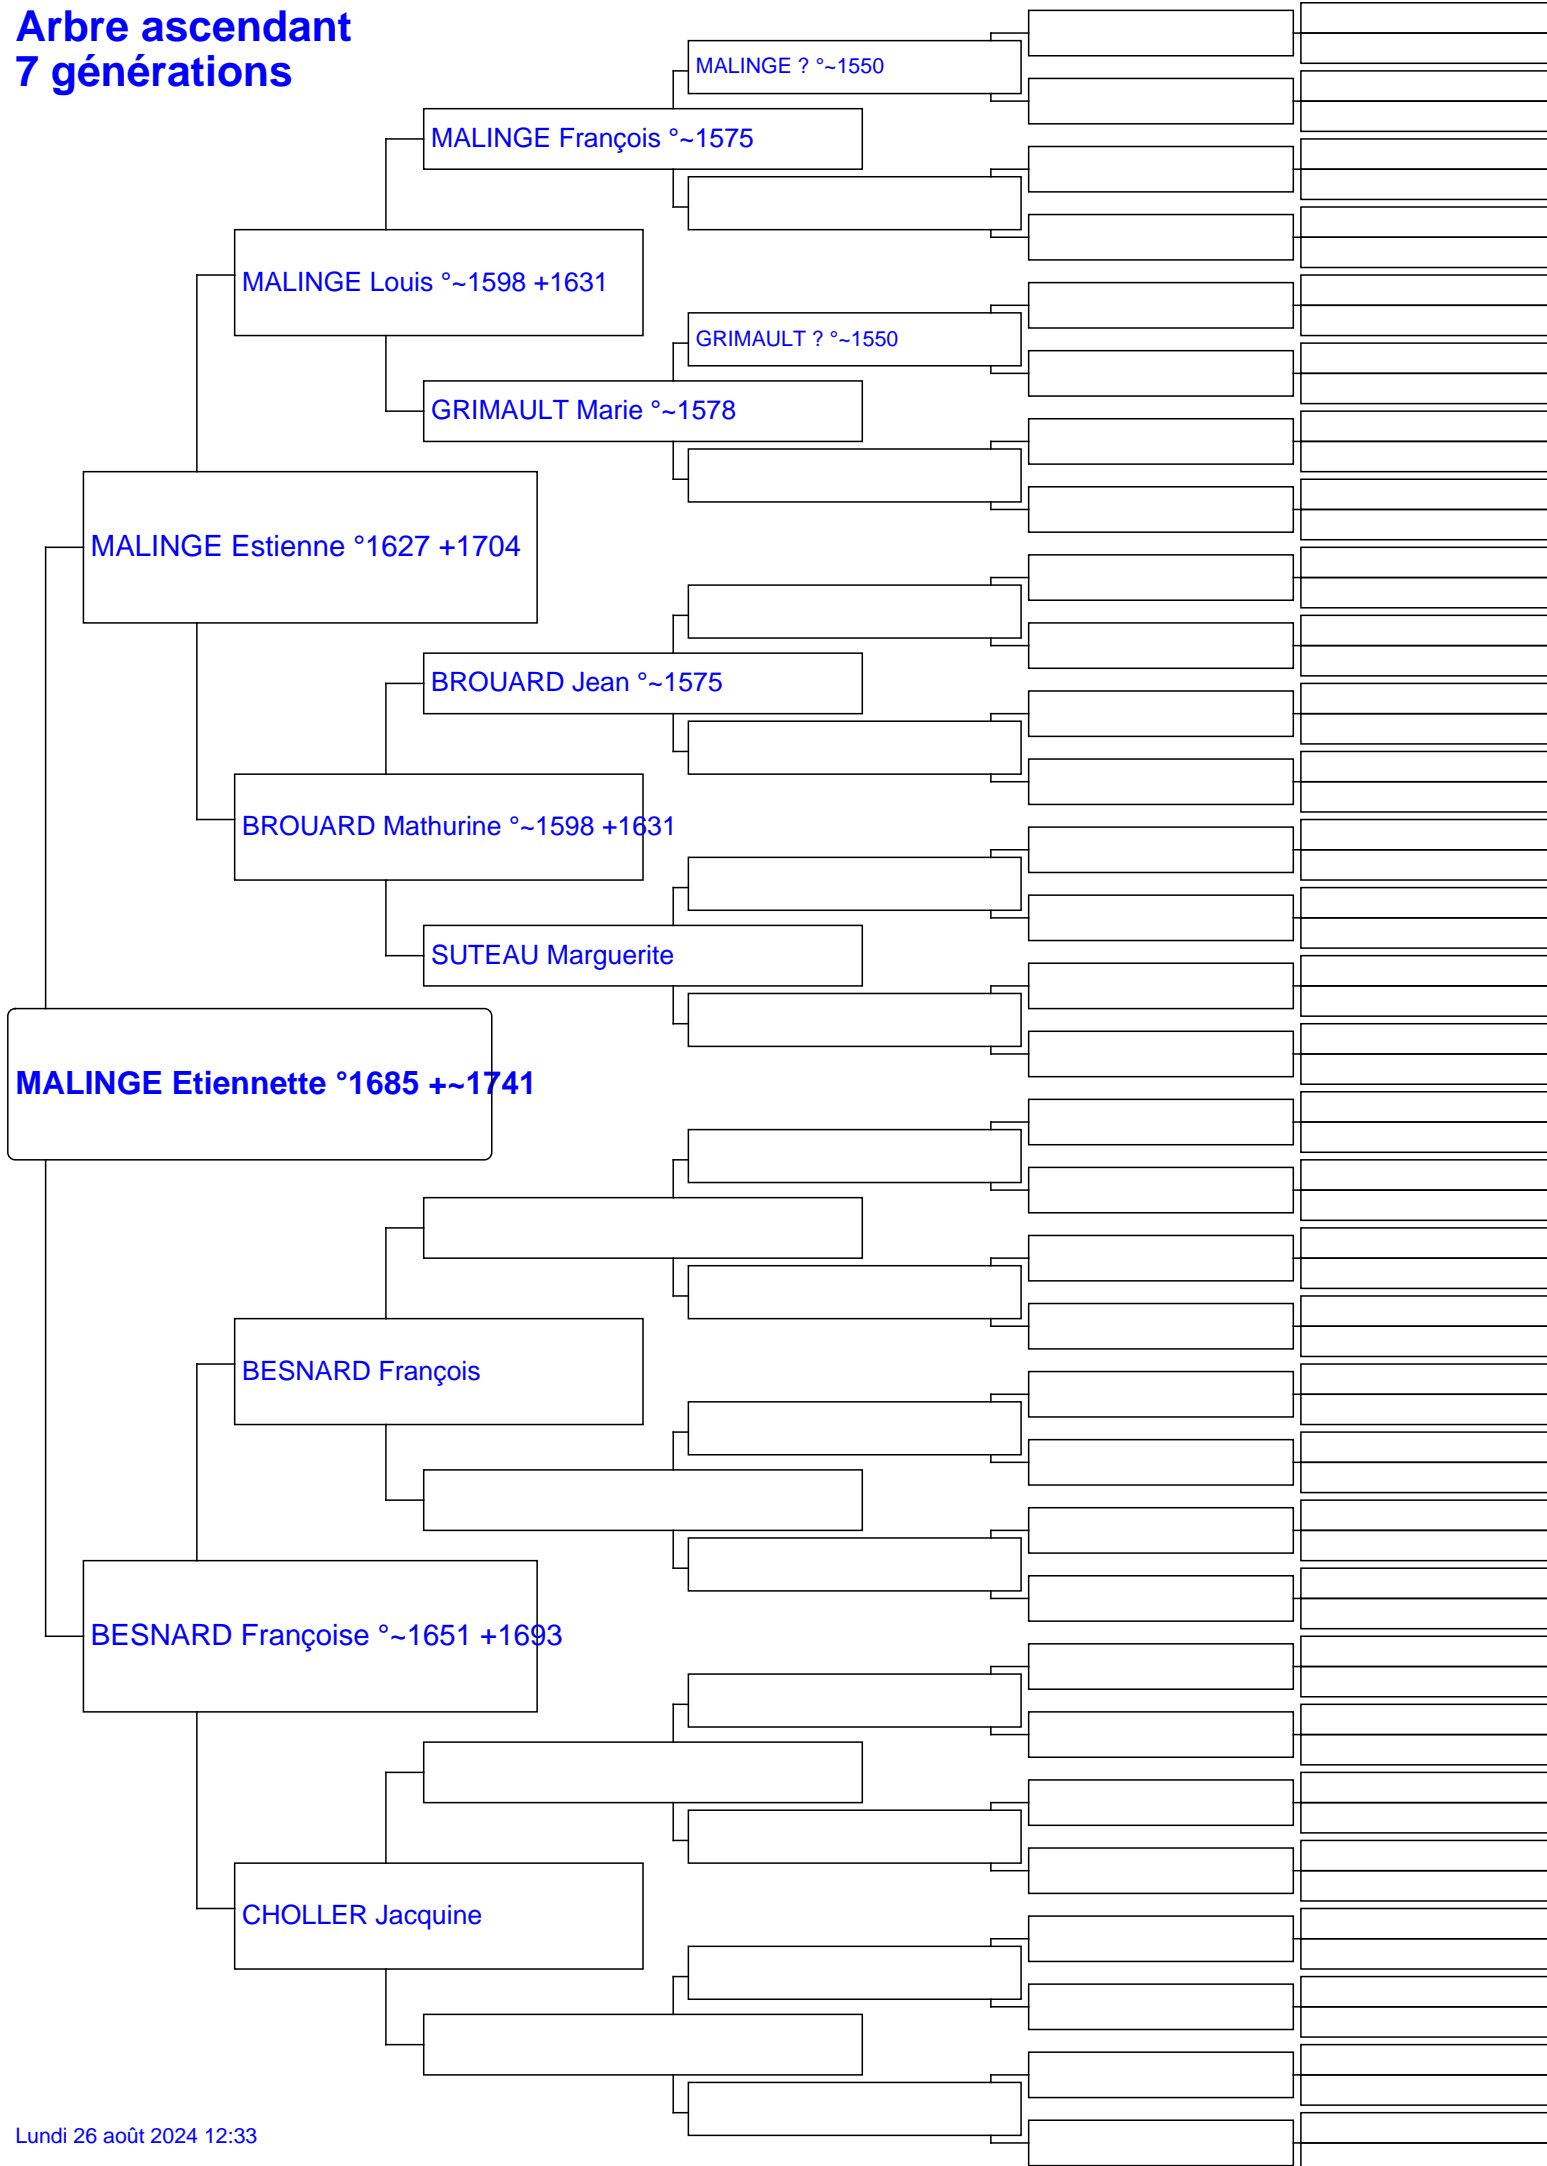 Arbre ascendant
7 générations
MALINGE ? °~1550
MALINGE François °~1575
MALINGE Louis °~1598 +1631
GRIMAULT ? °~1550
GRIMAULT Marie °~1578
MALINGE Estienne °1627 +1704
BROUARD Jean °~1575
BROUARD Mathurine °~1598 +1631
SUTEAU Marguerite
MALINGE Etiennette °1685 +~1741
BESNARD François
BESNARD Françoise °~1651 +1693
CHOLLER Jacquine
Lundi 26 août 2024 12:33